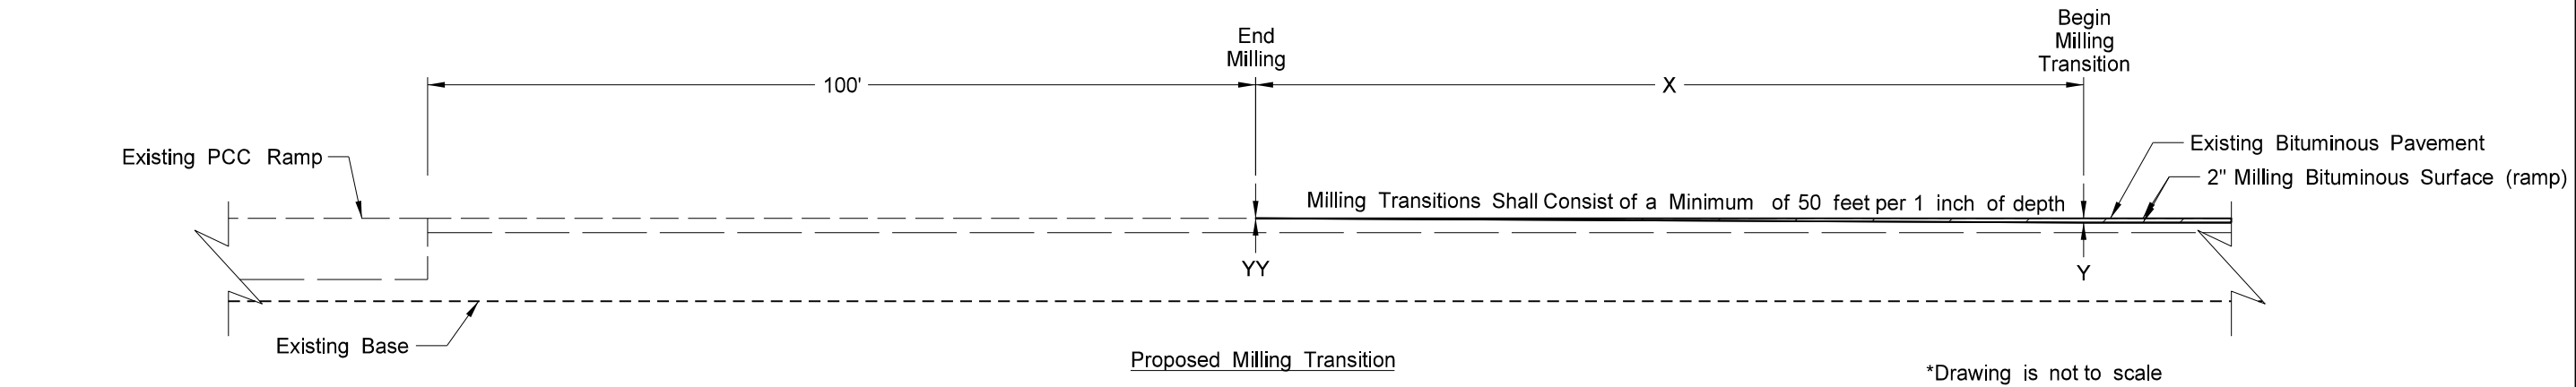 Begin
Milling
Transition
End
Milling
100'
X
Existing PCC Ramp
Existing Bituminous Pavement
2" Milling Bituminous Surface (ramp)
Milling Transitions Shall Consist of a Minimum of 50 feet per 1 inch of depth
YY
Y
Existing Base
Proposed Milling Transition
*Drawing is not to scale